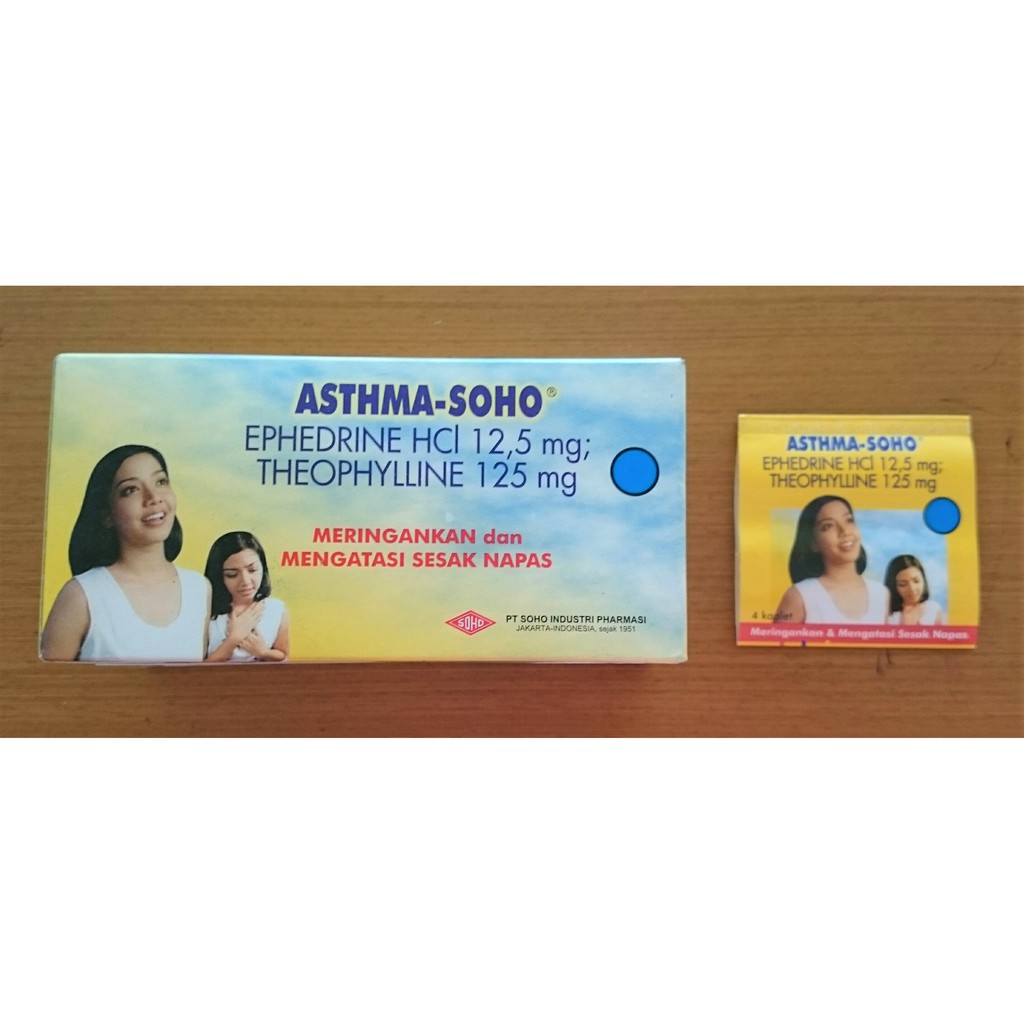 ASTHMA-SOHO®
EPHEDRINE HCl 12,5 mg;
THEOPHYLLINE 125 mg
MERINGANKAN dan
MENGATASI SESAK NAPAS
SOHO
PT SOHO INDUSTRI PHARMASI
JAKARTA-INDONESIA, sejak 1951
ASTHMA-SOHO®
EPHEDRINE HCl 12,5 mg;
THEOPHYLLINE 125 mg
4 kaplet
Meringankan & Mengatasi Sesak Napas